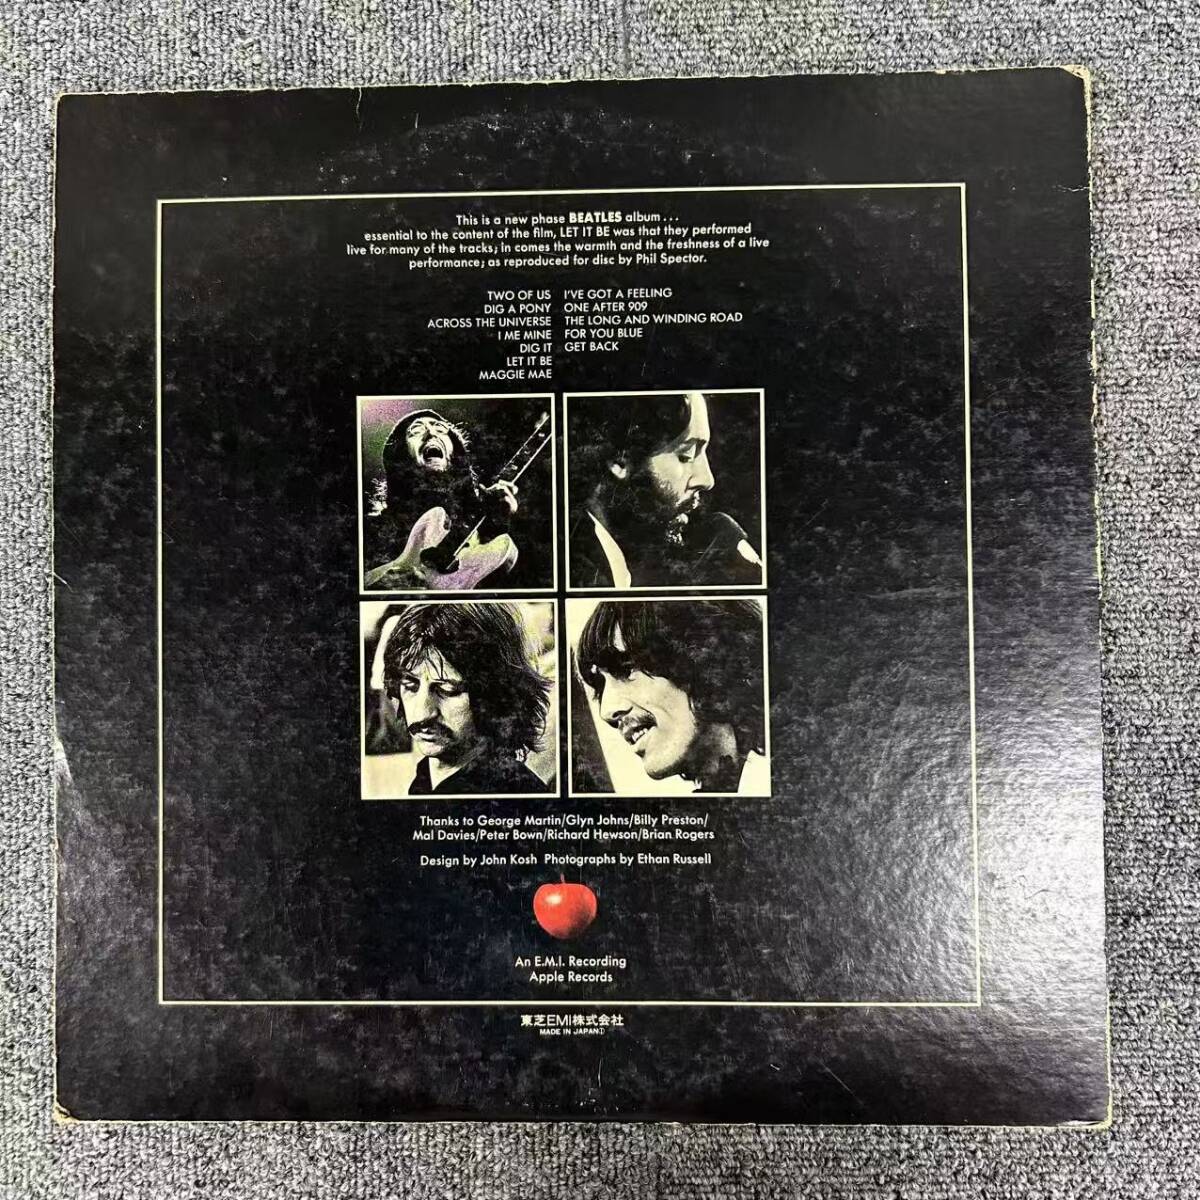 This is a new phase BEATLES album . . .
essential to the content of the film, LET IT BE was that they performed
live for many of the tracks; in comes the warmth and the freshness of a live
performance; as reproduced for disc by Phil Spector.
TWO OF US
DIG A PONY
ACROSS THE UNIVERSE
I ME MINE
DIG IT
LET IT BE
MAGGIE MAE
I'VE GOT A FEELING
ONE AFTER 909
THE LONG AND WINDING ROAD
FOR YOU BLUE
GET BACK
Thanks to George Martin/Glyn Johns/Billy Preston/
Mal Davies/Peter Bown/Richard Hewson/Brian Rogers
Design by John Kosh Photographs by Ethan Russell
An E.M.I. Recording
Apple Records
東芝EMI株式会社
MADE IN JAPAN①